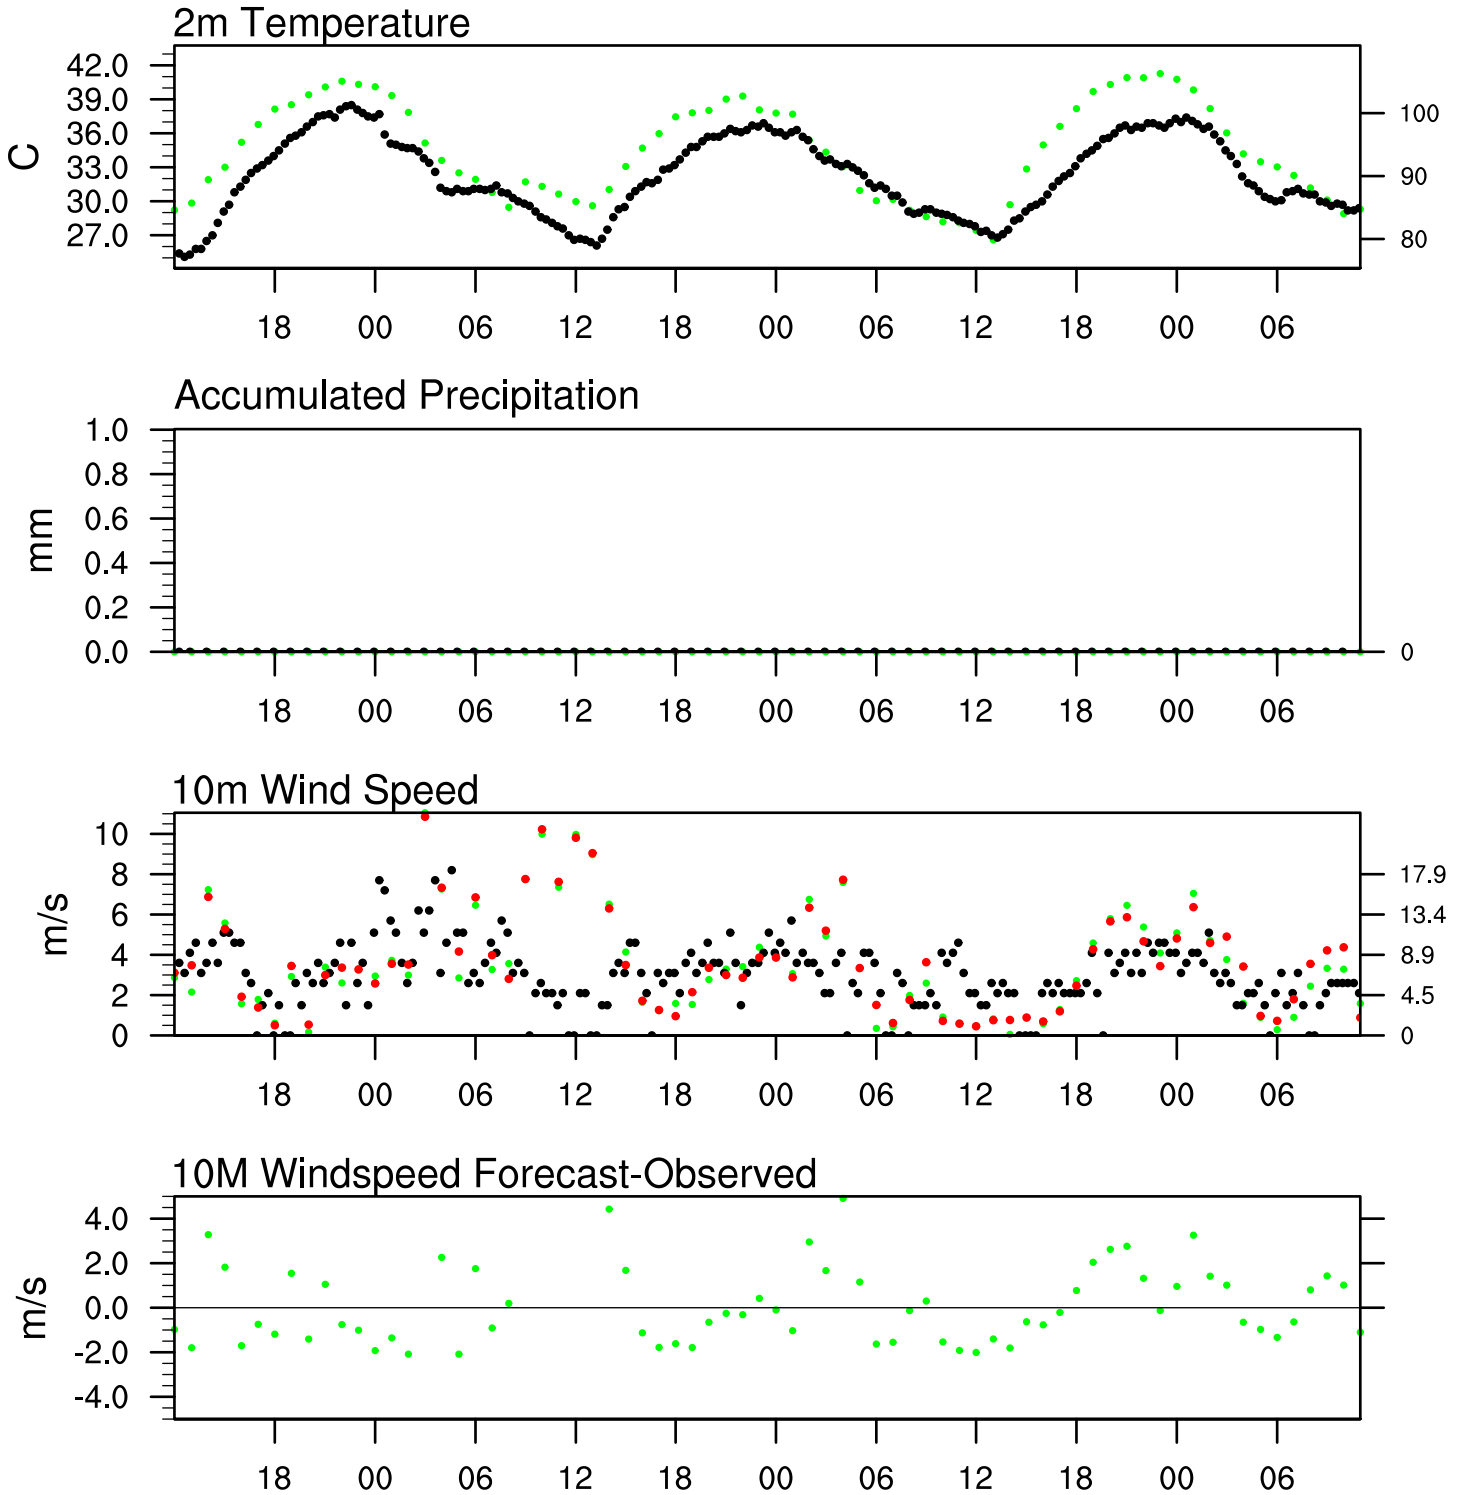 2m Temperature
C
42.0
39.0
36.0
33.0
30.0
27.0
100
90
80
18 00 06 12 18 00 06 12 18 00 06
Accumulated Precipitation
mm
1.0
0.8
0.6
0.4
0.2
0.0
0
18 00 06 12 18 00 06 12 18 00 06
10m Wind Speed
m/s
10
8
6
4
2
0
17.9
13.4
8.9
4.5
0
18 00 06 12 18 00 06 12 18 00 06
10M Windspeed Forecast-Observed
m/s
4.0
2.0
0.0
-2.0
-4.0
18 00 06 12 18 00 06 12 18 00 06